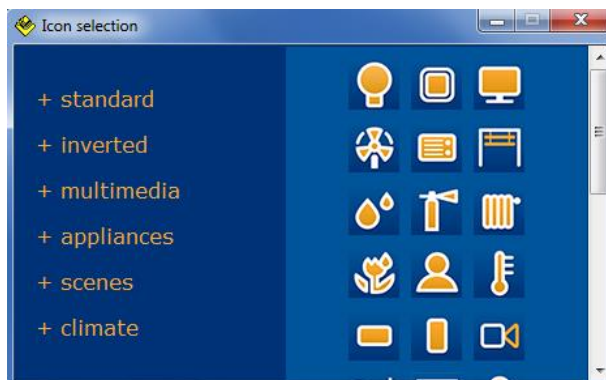 Icon selection
+ standard
+ inverted
+ multimedia
+ appliances
+ scenes
+ climate